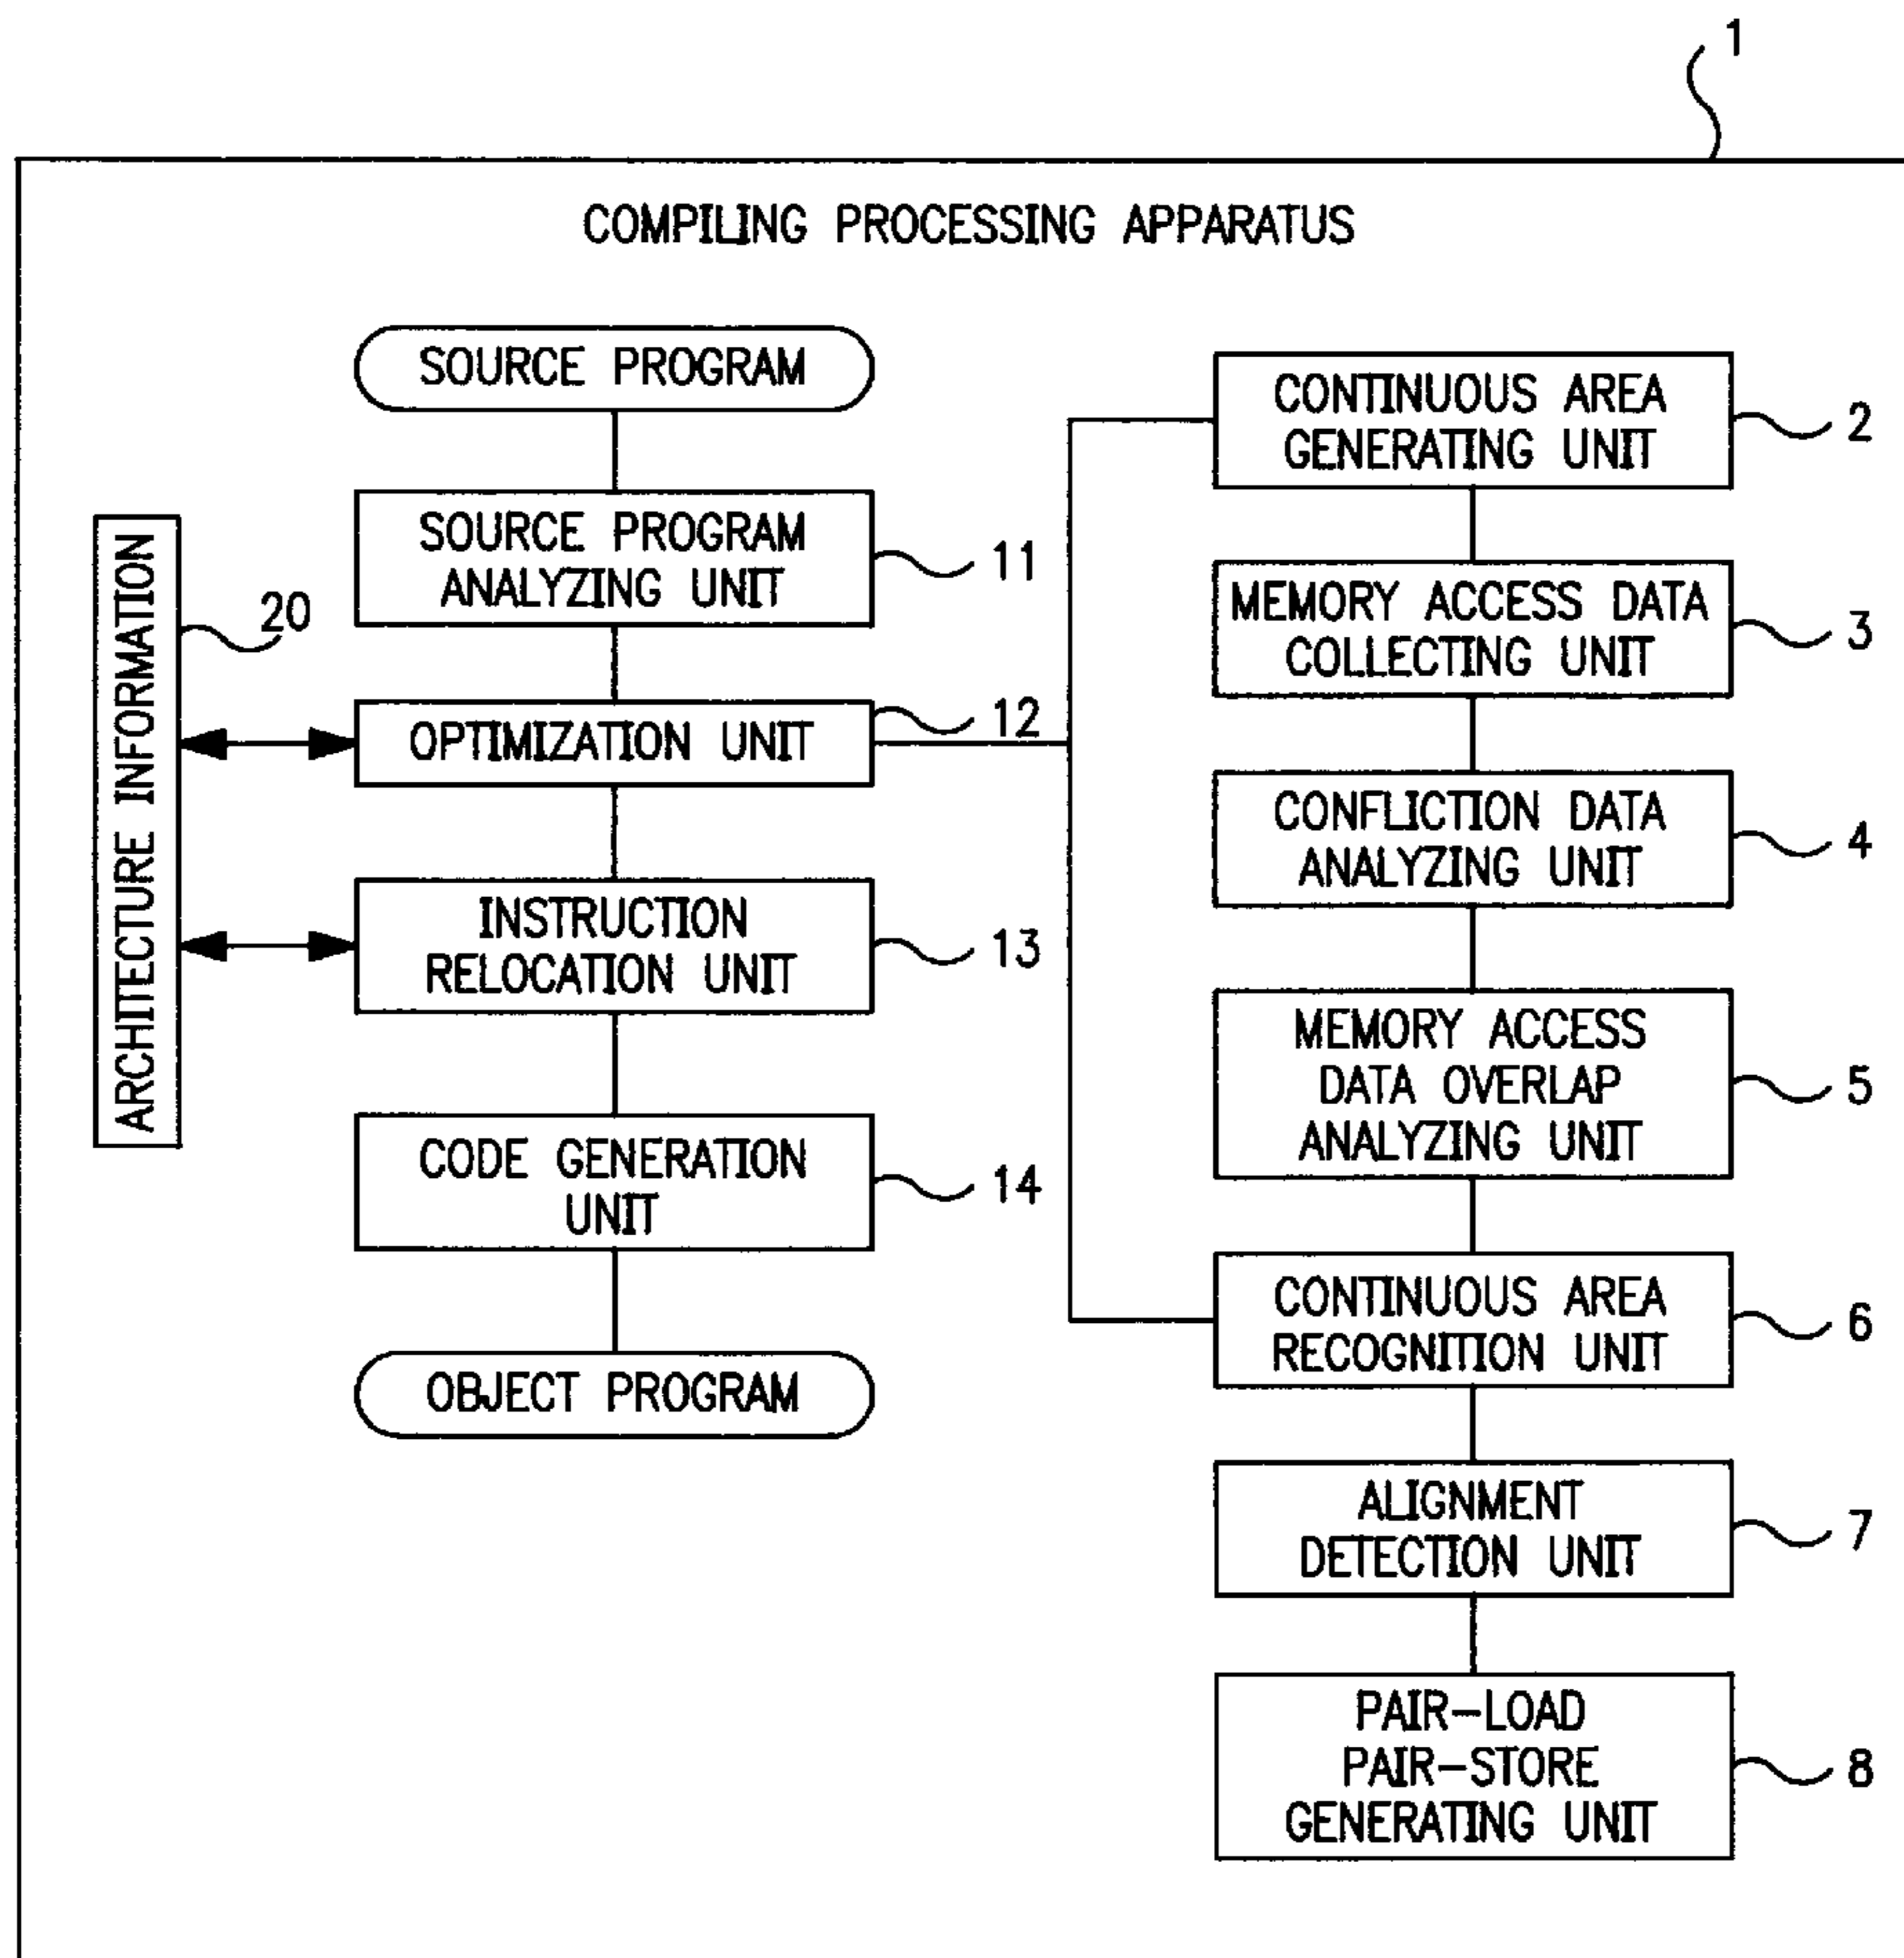 1
COMPILING PROCESSING APPARATUS
SOURCE PROGRAM
SOURCE PROGRAM
ANALYZING UNIT
11
ARCHITECTURE INFORMATION
20
OPTIMIZATION UNIT
12
INSTRUCTION
RELOCATION UNIT
13
CODE GENERATION
UNIT
14
OBJECT PROGRAM
CONTINUOUS AREA
GENERATING UNIT
2
MEMORY ACCESS DATA
COLLECTING UNIT
3
CONFLICTION DATA
ANALYZING UNIT
4
MEMORY ACCESS
DATA OVERLAP
ANALYZING UNIT
5
CONTINUOUS AREA
RECOGNITION UNIT
6
ALIGNMENT
DETECTION UNIT
7
PAIR-LOAD
PAIR-STORE
GENERATING UNIT
8